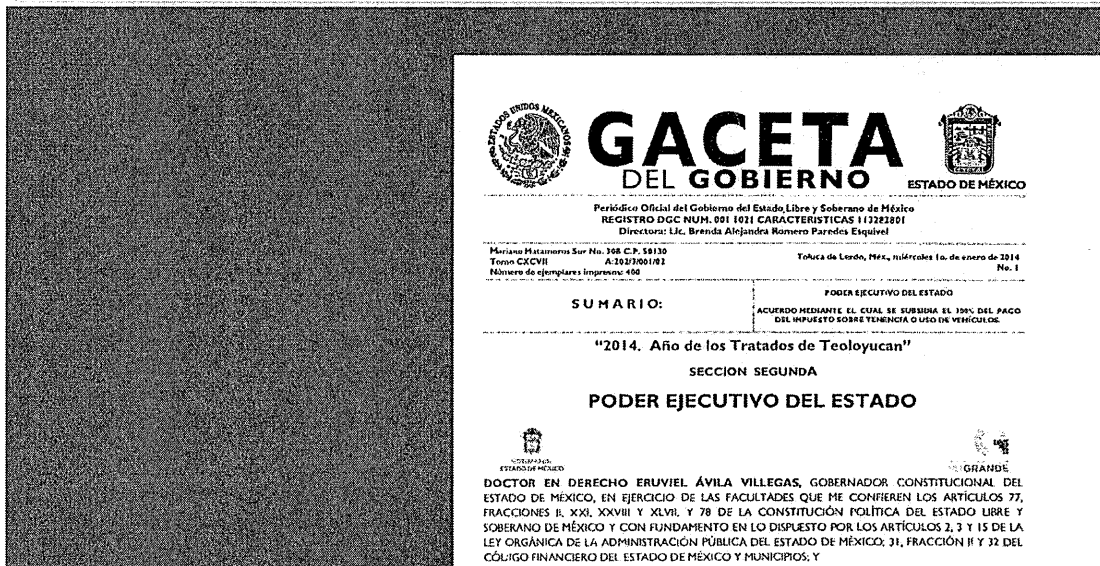 ESTADOS UNIDOS MEXICANOS
GACETA
DEL GOBIERNO
ESTADO DE MÉXICO
Periódico Oficial del Gobierno del Estado Libre y Soberano de México
REGISTRO DGC NUM. 001 1021 CARACTERISTICAS 113282801
Directora: Lic. Brenda Alejandra Romero Paredes Esquivel
Mariano Matamoros Sur No. 308 C.P. 50130
Tomo CXCVII A:202/3/001/02
Número de ejemplares impresos: 400
Toluca de Lerdo, Méx., miércoles 1o. de enero de 2014
No. 1
SUMARIO:
PODER EJECUTIVO DEL ESTADO
ACUERDO MEDIANTE EL CUAL SE SUBSIDIA EL 100% DEL PAGO
DEL IMPUESTO SOBRE TENENCIA O USO DE VEHÍCULOS.
"2014. Año de los Tratados de Teoloyucan"
SECCION SEGUNDA
PODER EJECUTIVO DEL ESTADO
ESTADO DE MÉXICO
GRANDE
DOCTOR EN DERECHO ERUVIEL ÁVILA VILLEGAS, GOBERNADOR CONSTITUCIONAL DEL
ESTADO DE MÉXICO, EN EJERCICIO DE LAS FACULTADES QUE ME CONFIEREN LOS ARTÍCULOS 77,
FRACCIONES II, XXI, XXVIII Y XLVII, Y 78 DE LA CONSTITUCIÓN POLÍTICA DEL ESTADO LIBRE Y
SOBERANO DE MÉXICO Y CON FUNDAMENTO EN LO DISPUESTO POR LOS ARTÍCULOS 2, 3 Y 15 DE LA
LEY ORGÁNICA DE LA ADMINISTRACIÓN PÚBLICA DEL ESTADO DE MÉXICO; 31, FRACCIÓN II Y 32 DEL
CÓDIGO FINANCIERO DEL ESTADO DE MÉXICO Y MUNICIPIOS; Y